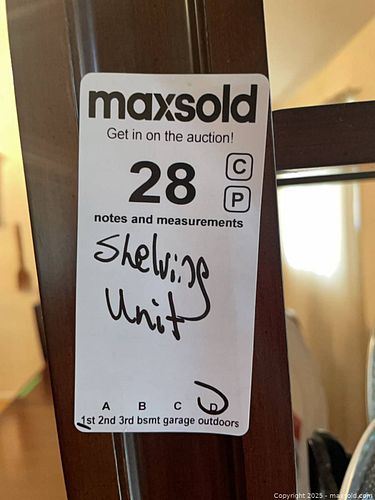 maxsold
Get in on the auction!
28
C
P
notes and measurements
Shelving
Unit
A B C D
1st 2nd 3rd bsmt garage outdoors
Copyright 2025 - maxsold.com